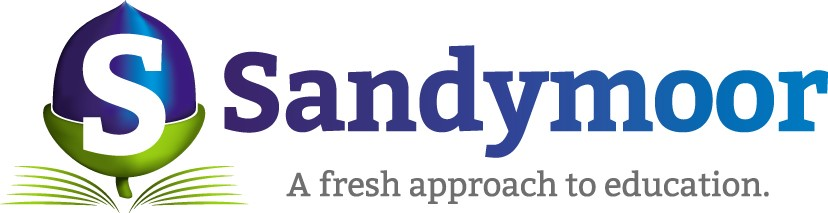 S
Sandymoor
A fresh approach to education.